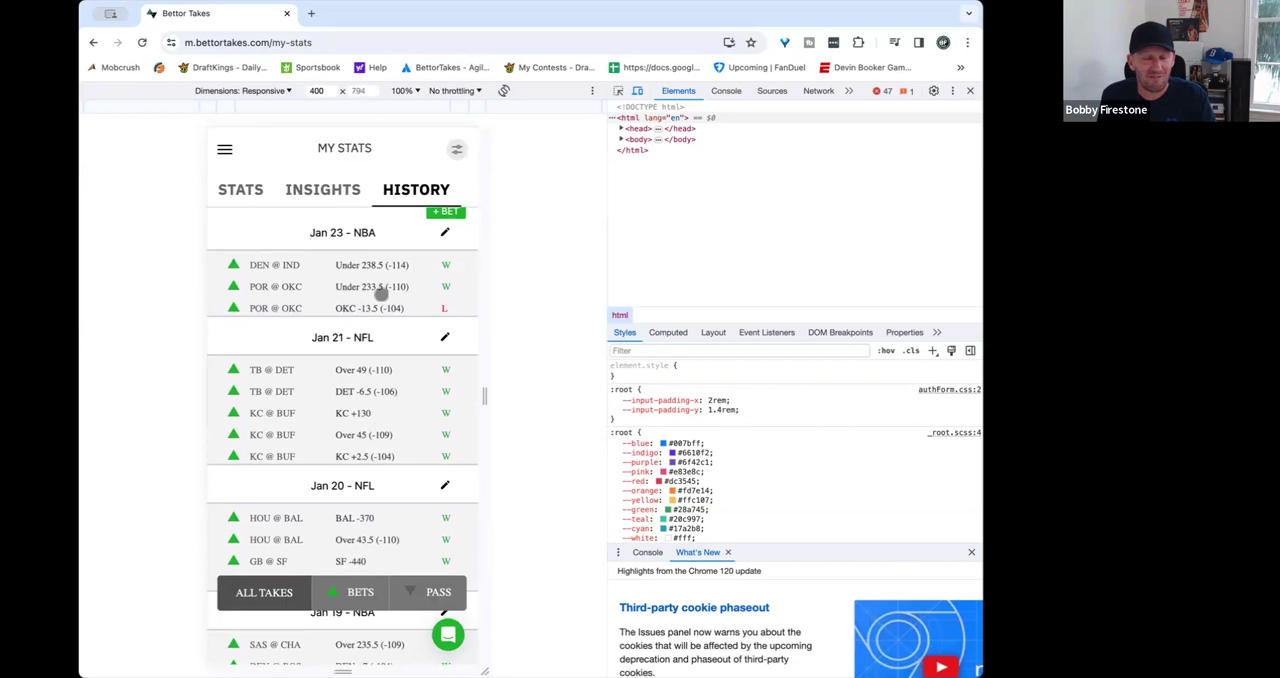 Bettor Takes
m.bettortakes.com/my-stats
Mobcrush DraftKings - Daily... Sportsbook Help BettorTakes - Agil... My Contests - Dra... https://docs.googl... Upcoming | FanDuel Devin Booker Gam...
Dimensions: Responsive 400 × 794 100% No throttling
Elements Console Sources Network 47 1
<!DOCTYPE html>
<html lang="en"> == $0
<head> </head>
<body> </body>
</html>
Bobby Firestone
MY STATS
STATS INSIGHTS HISTORY
+ BET
Jan 23 - NBA
DEN @ IND Under 238.5 (-114) W
POR @ OKC Under 233.5 (-110) W
POR @ OKC OKC -13.5 (-104) L
Jan 21 - NFL
TB @ DET Over 49 (-110) W
TB @ DET DET -6.5 (-106) W
KC @ BUF KC +130 W
KC @ BUF Over 45 (-109) W
KC @ BUF KC +2.5 (-104) W
Jan 20 - NFL
HOU @ BAL BAL -370 W
HOU @ BAL Over 43.5 (-110) W
GB @ SF SF -440 W
ALL TAKES BETS PASS
Jan 19 - NBA
SAS @ CHA Over 235.5 (-109) W
html
Styles Computed Layout Event Listeners DOM Breakpoints Properties
Filter :hov .cls
element.style {
}
:root { authForm.css:2
--input-padding-x: 2rem;
--input-padding-y: 1.4rem;
}
:root { _root.scss:4
--blue: #007bff;
--indigo: #6610f2;
--purple: #6f42c1;
--pink: #e83e8c;
--red: #dc3545;
--orange: #fd7e14;
--yellow: #ffc107;
--green: #28a745;
--teal: #20c997;
--cyan: #17a2b8;
--white: #fff;
Console What's New
Highlights from the Chrome 120 update
Third-party cookie phaseout
The Issues panel now warns you about the
cookies that will be affected by the upcoming
deprecation and phaseout of third-party
cookies.